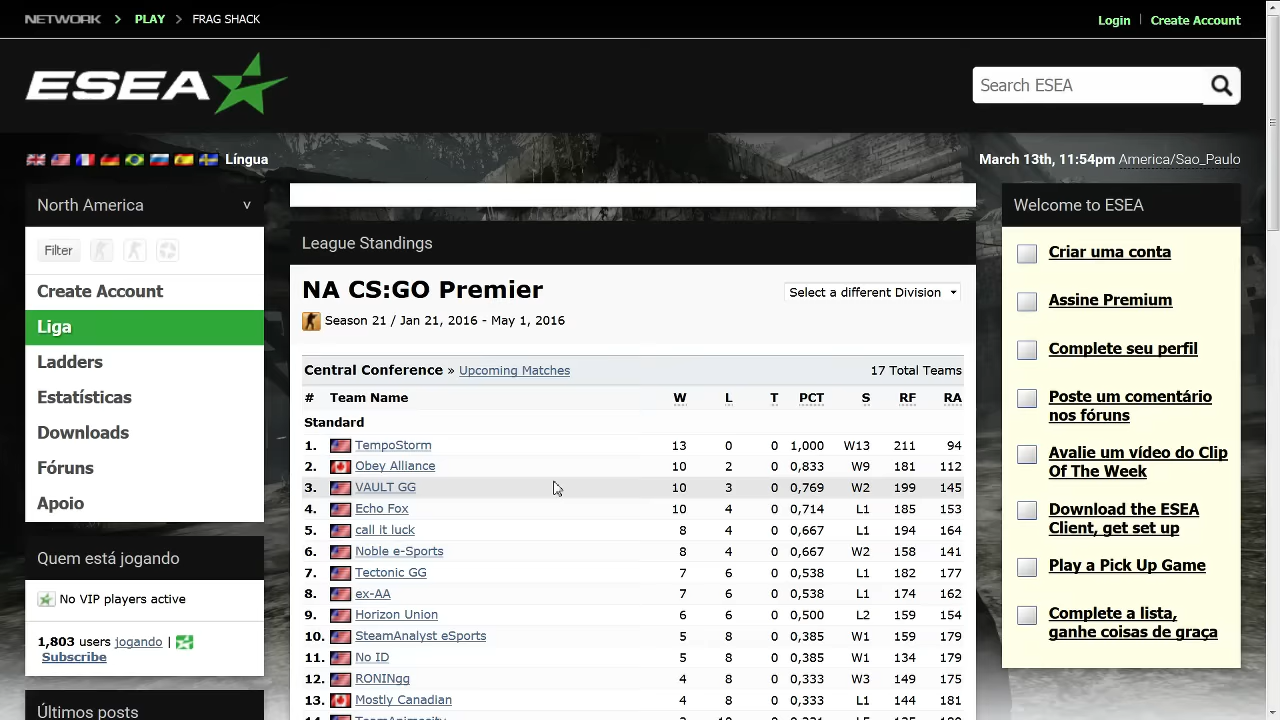 NETWORK > PLAY > FRAG SHACK
Login | Create Account
ESEA
Search ESEA
Língua
March 13th, 11:54pm America/Sao_Paulo
North America v
Filter
Create Account
Liga
Ladders
Estatísticas
Downloads
Fóruns
Apoio
Quem está jogando
No VIP players active
1,803 users jogando |
Subscribe
Últimos posts
League Standings
NA CS:GO Premier
Select a different Division
Season 21 / Jan 21, 2016 - May 1, 2016
Central Conference » Upcoming Matches 17 Total Teams
# Team Name W L T PCT S RF RA
Standard
1. TempoStorm 13 0 0 1,000 W13 211 94
2. Obey Alliance 10 2 0 0,833 W9 181 112
3. VAULT GG 10 3 0 0,769 W2 199 145
4. Echo Fox 10 4 0 0,714 L1 185 153
5. call it luck 8 4 0 0,667 L1 194 164
6. Noble e-Sports 8 4 0 0,667 W2 158 141
7. Tectonic GG 7 6 0 0,538 L1 182 177
8. ex-AA 7 6 0 0,538 L1 174 162
9. Horizon Union 6 6 0 0,500 L2 159 154
10. SteamAnalyst eSports 5 8 0 0,385 W1 159 179
11. No ID 5 8 0 0,385 W1 134 179
12. RONINgg 4 8 0 0,333 W3 149 175
13. Mostly Canadian 4 8 0 0,333 L1 144 181
Welcome to ESEA
Criar uma conta
Assine Premium
Complete seu perfil
Poste um comentário
nos fóruns
Avalie um vídeo do Clip
Of The Week
Download the ESEA
Client, get set up
Play a Pick Up Game
Complete a lista,
ganhe coisas de graça